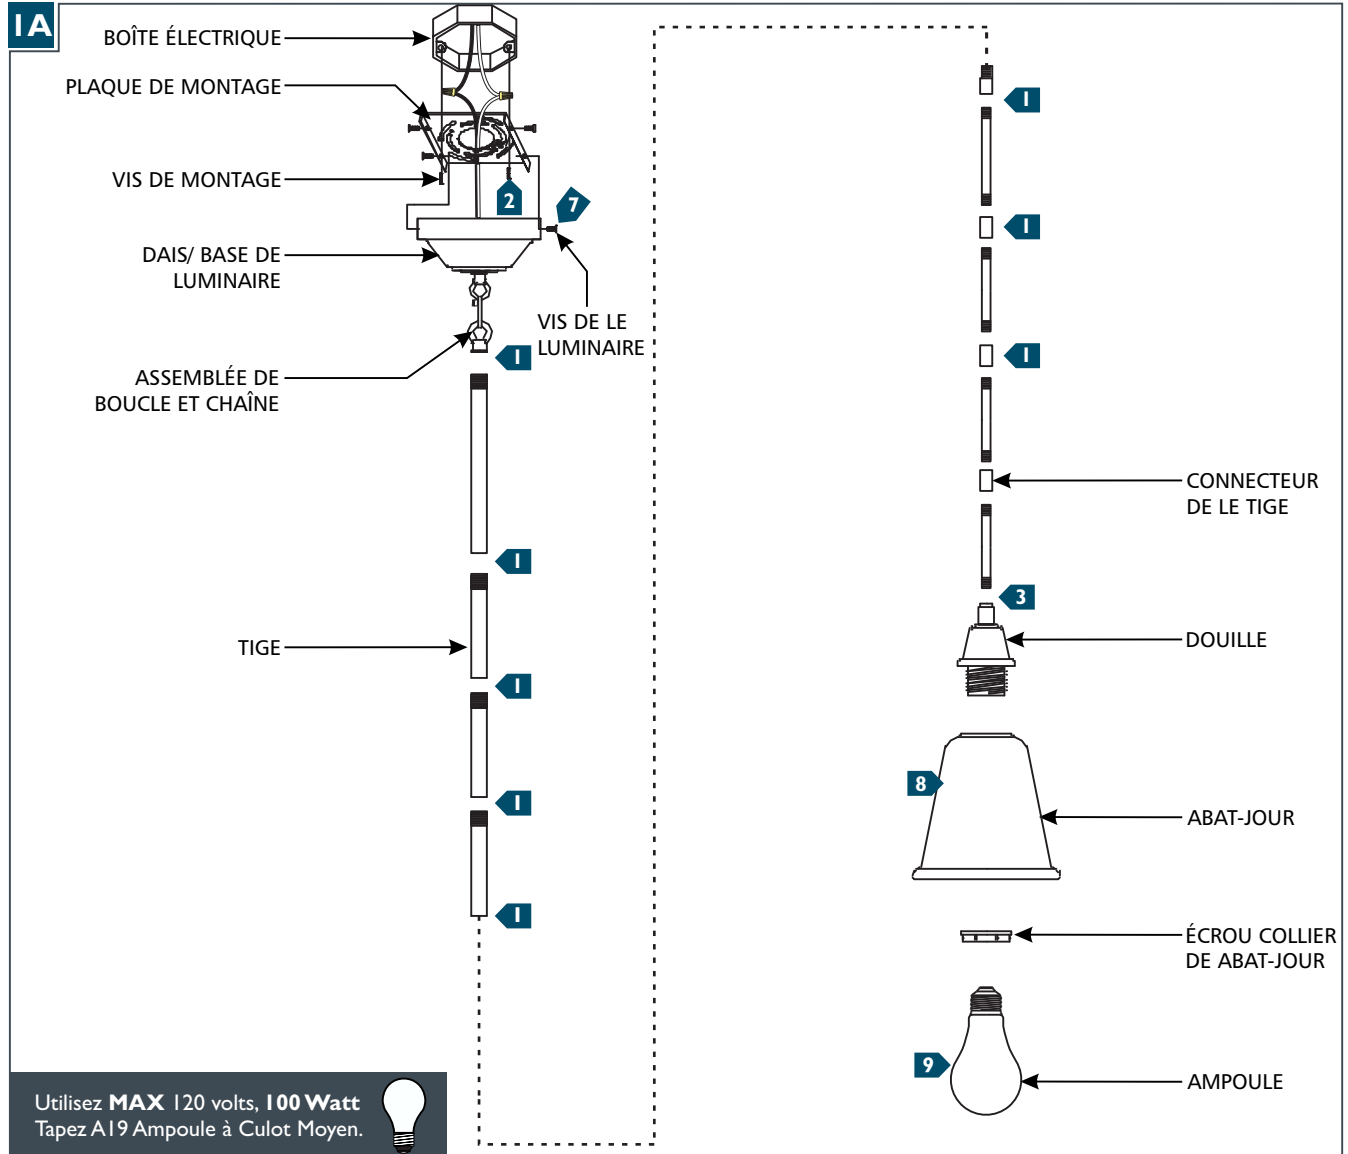 1A
BOÎTE ÉLECTRIQUE
PLAQUE DE MONTAGE
VIS DE MONTAGE
2
7
DAIS/ BASE DE
LUMINAIRE
VIS DE LE
LUMINAIRE
1
ASSEMBLÉE DE
BOUCLE ET CHAÎNE
1
TIGE
1
1
1
1
1
1
CONNECTEUR
DE LE TIGE
3
DOUILLE
8
ABAT-JOUR
ÉCROU COLLIER
DE ABAT-JOUR
9
AMPOULE
Utilisez MAX 120 volts, 100 Watt
Tapez A19 Ampoule à Culot Moyen.